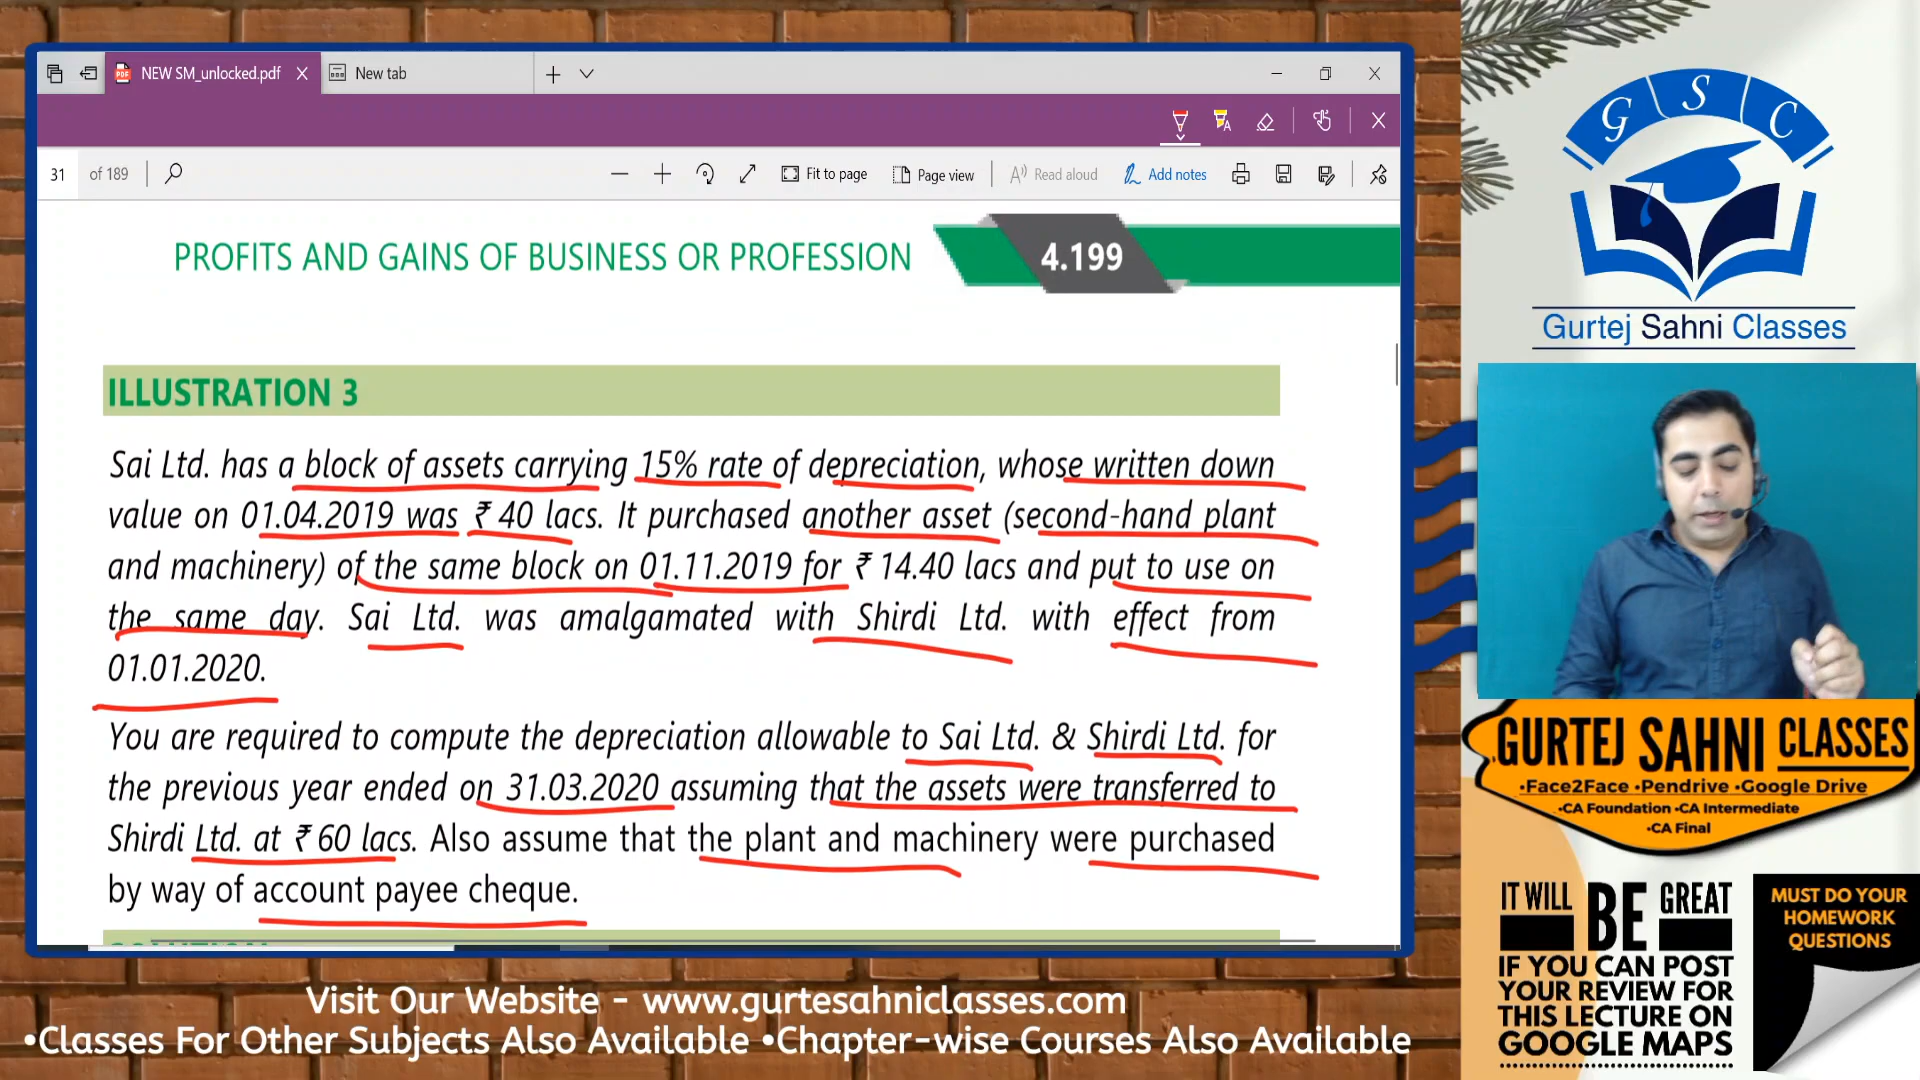 NEW SM_unlocked.pdf
New tab
31 of 189
Fit to page
Page view
Read aloud
Add notes
PROFITS AND GAINS OF BUSINESS OR PROFESSION 4.199
ILLUSTRATION 3
Sai Ltd. has a block of assets carrying 15% rate of depreciation, whose written down
value on 01.04.2019 was ₹ 40 lacs. It purchased another asset (second-hand plant
and machinery) of the same block on 01.11.2019 for ₹ 14.40 lacs and put to use on
the same day. Sai Ltd. was amalgamated with Shirdi Ltd. with effect from
01.01.2020.
You are required to compute the depreciation allowable to Sai Ltd. & Shirdi Ltd. for
the previous year ended on 31.03.2020 assuming that the assets were transferred to
Shirdi Ltd. at ₹ 60 lacs. Also assume that the plant and machinery were purchased
by way of account payee cheque.
GSC
Gurtej Sahni Classes
GURTEJ SAHNI CLASSES
•Face2Face •Pendrive •Google Drive
•CA Foundation •CA Intermediate
•CA Final
IT WILL BE GREAT
IF YOU CAN POST
YOUR REVIEW FOR
THIS LECTURE ON
GOOGLE MAPS
MUST DO YOUR
HOMEWORK
QUESTIONS
Visit Our Website - www.gurtesahniclasses.com
•Classes For Other Subjects Also Available •Chapter-wise Courses Also Available